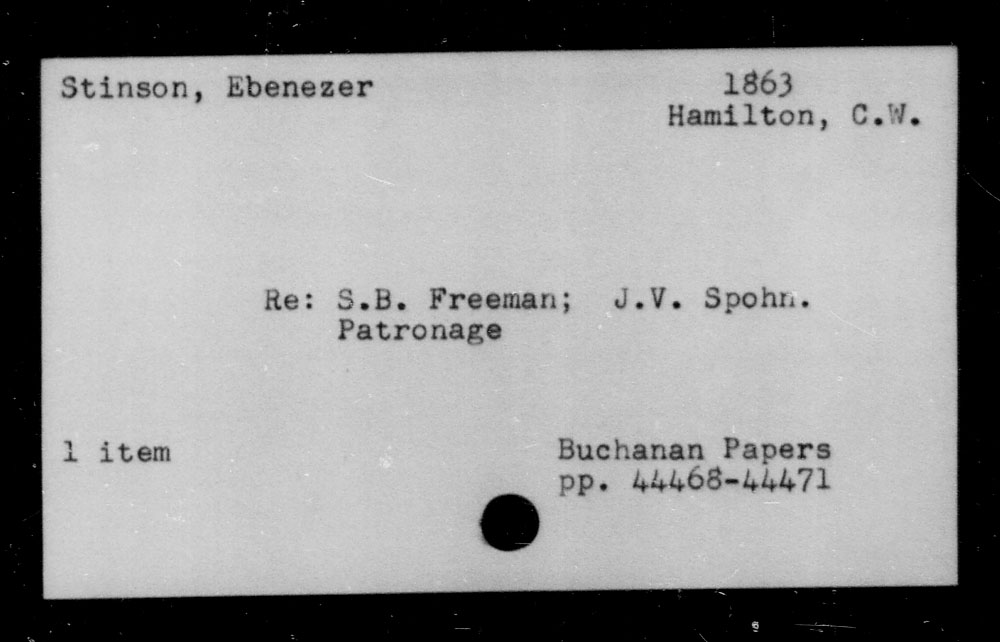 Stinson, Ebenezer 1863
Hamilton, C.W.
Re: S.B. Freeman; J.V. Spohn.
Patronage
1 item Buchanan Papers
pp. 44468-44471